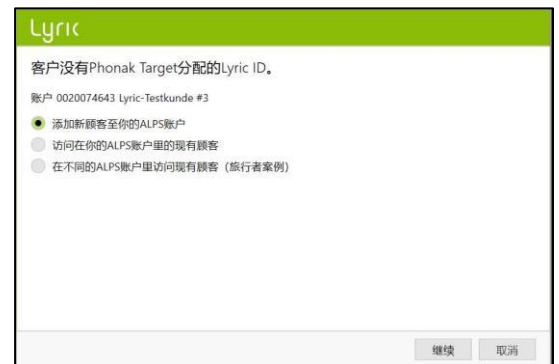 Lyric
客户没有Phonak Target分配的Lyric ID。
账户 0020074643 Lyric-Testkunde #3
添加新顾客至你的ALPS账户
访问在你的ALPS账户里的现有顾客
在不同的ALPS账户里访问现有顾客（旅行者案例）
继续 取消